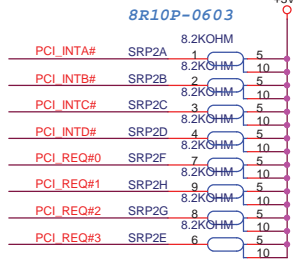 8R10P-0603
8.2KOHM
PCI_INTA# SRP2A 1 5
8.2KOHM 10
PCI_INTB# SRP2B 2 5
8.2KOHM 10
PCI_INTC# SRP2C 3 5
8.2KOHM 10
PCI_INTD# SRP2D 4 5
8.2KOHM 10
PCI_REQ#0 SRP2F 7 5
8.2KOHM 10
PCI_REQ#1 SRP2H 9 5
8.2KOHM 10
PCI_REQ#2 SRP2G 8 5
8.2KOHM 10
PCI_REQ#3 SRP2E 6 5
10